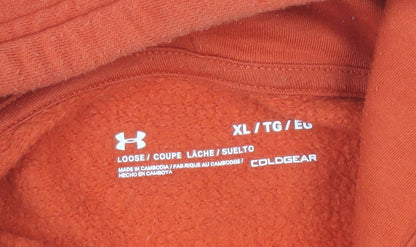 XL / TG / EG
LOOSE / COUPE LÂCHE / SUELTO
MADE IN CAMBODIA / FABRIQUÉ AU CAMBODGE /
HECHO EN CAMBOYA
COLDGEAR